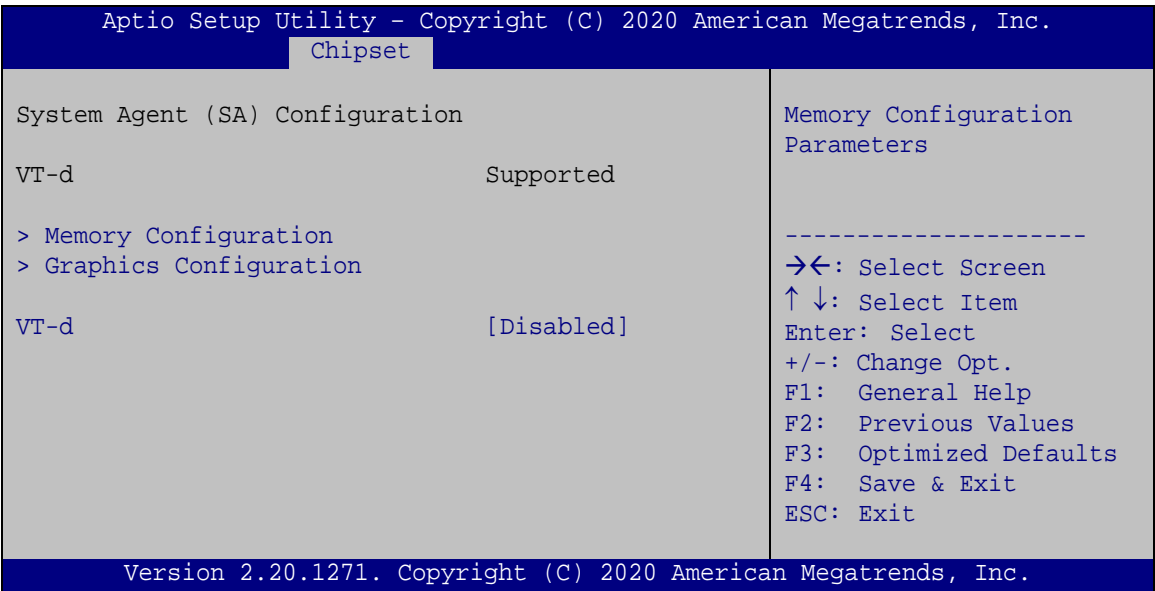 Aptio Setup Utility – Copyright (C) 2020 American Megatrends, Inc.
Chipset
System Agent (SA) Configuration
VT-d Supported
> Memory Configuration
> Graphics Configuration
VT-d [Disabled]
Memory Configuration
Parameters
---------------------
→←: Select Screen
↑ ↓: Select Item
Enter: Select
+/-: Change Opt.
F1: General Help
F2: Previous Values
F3: Optimized Defaults
F4: Save & Exit
ESC: Exit
Version 2.20.1271. Copyright (C) 2020 American Megatrends, Inc.